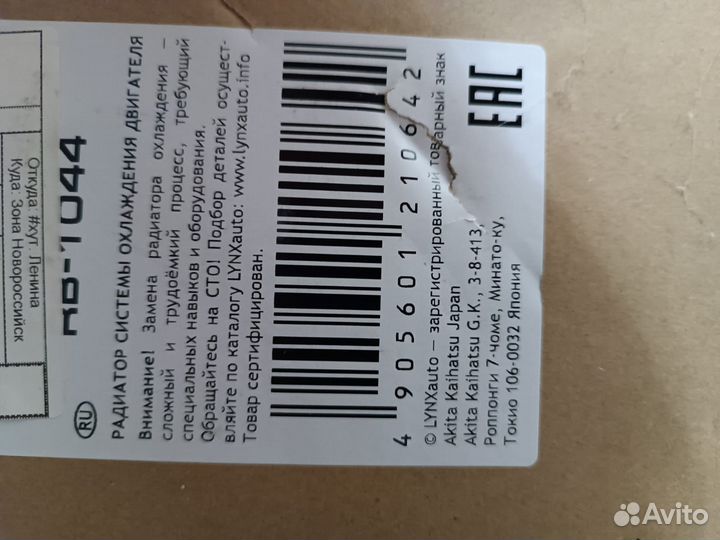 Откуда: #хут. Ленина
Куда: Зона Новороссийск
RB-1044
RU
РАДИАТОР СИСТЕМЫ ОХЛАЖДЕНИЯ ДВИГАТЕЛЯ
Внимание! Замена радиатора охлаждения –
сложный и трудоёмкий процесс, требующий
специальных навыков и оборудования.
Обращайтесь на СТО! Подбор деталей осущест-
вляйте по каталогу LYNXauto: www.lynxauto.info
Товар сертифицирован.
4 905601 210642
© LYNXauto – зарегистрированный товарный знак
Akita Kaihatsu Japan
Akita Kaihatsu G.K., 3-8-413,
Роппонги 7-чоме, Минато-ку,
Токио 106-0032 Япония
EAC
Avito